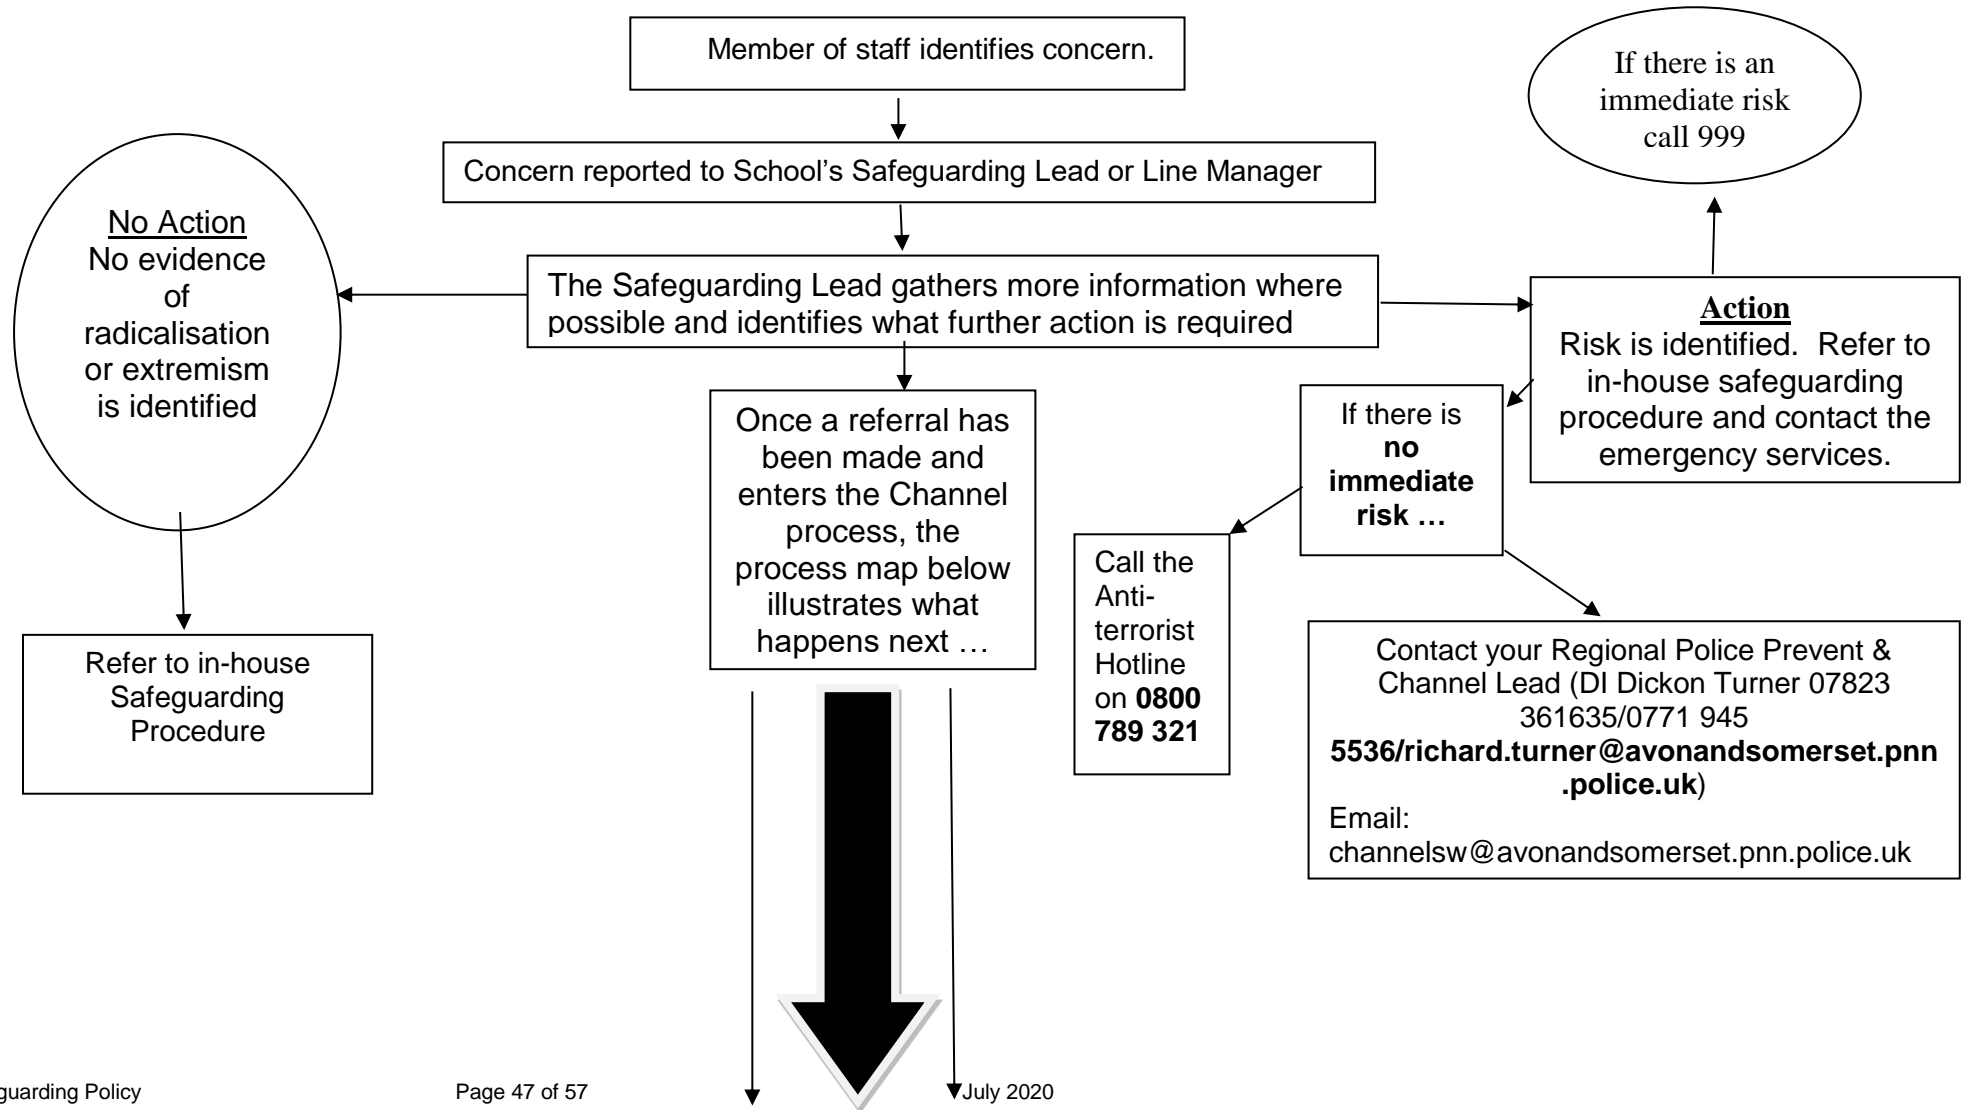 Member of staff identifies concern.
If there is an
immediate risk
call 999
Concern reported to School’s Safeguarding Lead or Line Manager
No Action
No evidence
of
radicalisation
or extremism
is identified
The Safeguarding Lead gathers more information where
possible and identifies what further action is required
Action
Risk is identified.  Refer to
in-house safeguarding
procedure and contact the
emergency services.
Once a referral has
been made and
enters the Channel
process, the
process map below
illustrates what
happens next …
If there is
no
immediate
risk …
Call the
Anti-
terrorist
Hotline
on 0800
789 321
Refer to in-house
Safeguarding
Procedure
Contact your Regional Police Prevent &
Channel Lead (DI Dickon Turner 07823
361635/0771 945
5536/richard.turner@avonandsomerset.pnn
.police.uk)
Email:
channelsw@avonandsomerset.pnn.police.uk
guarding Policy
Page 47 of 57
July 2020